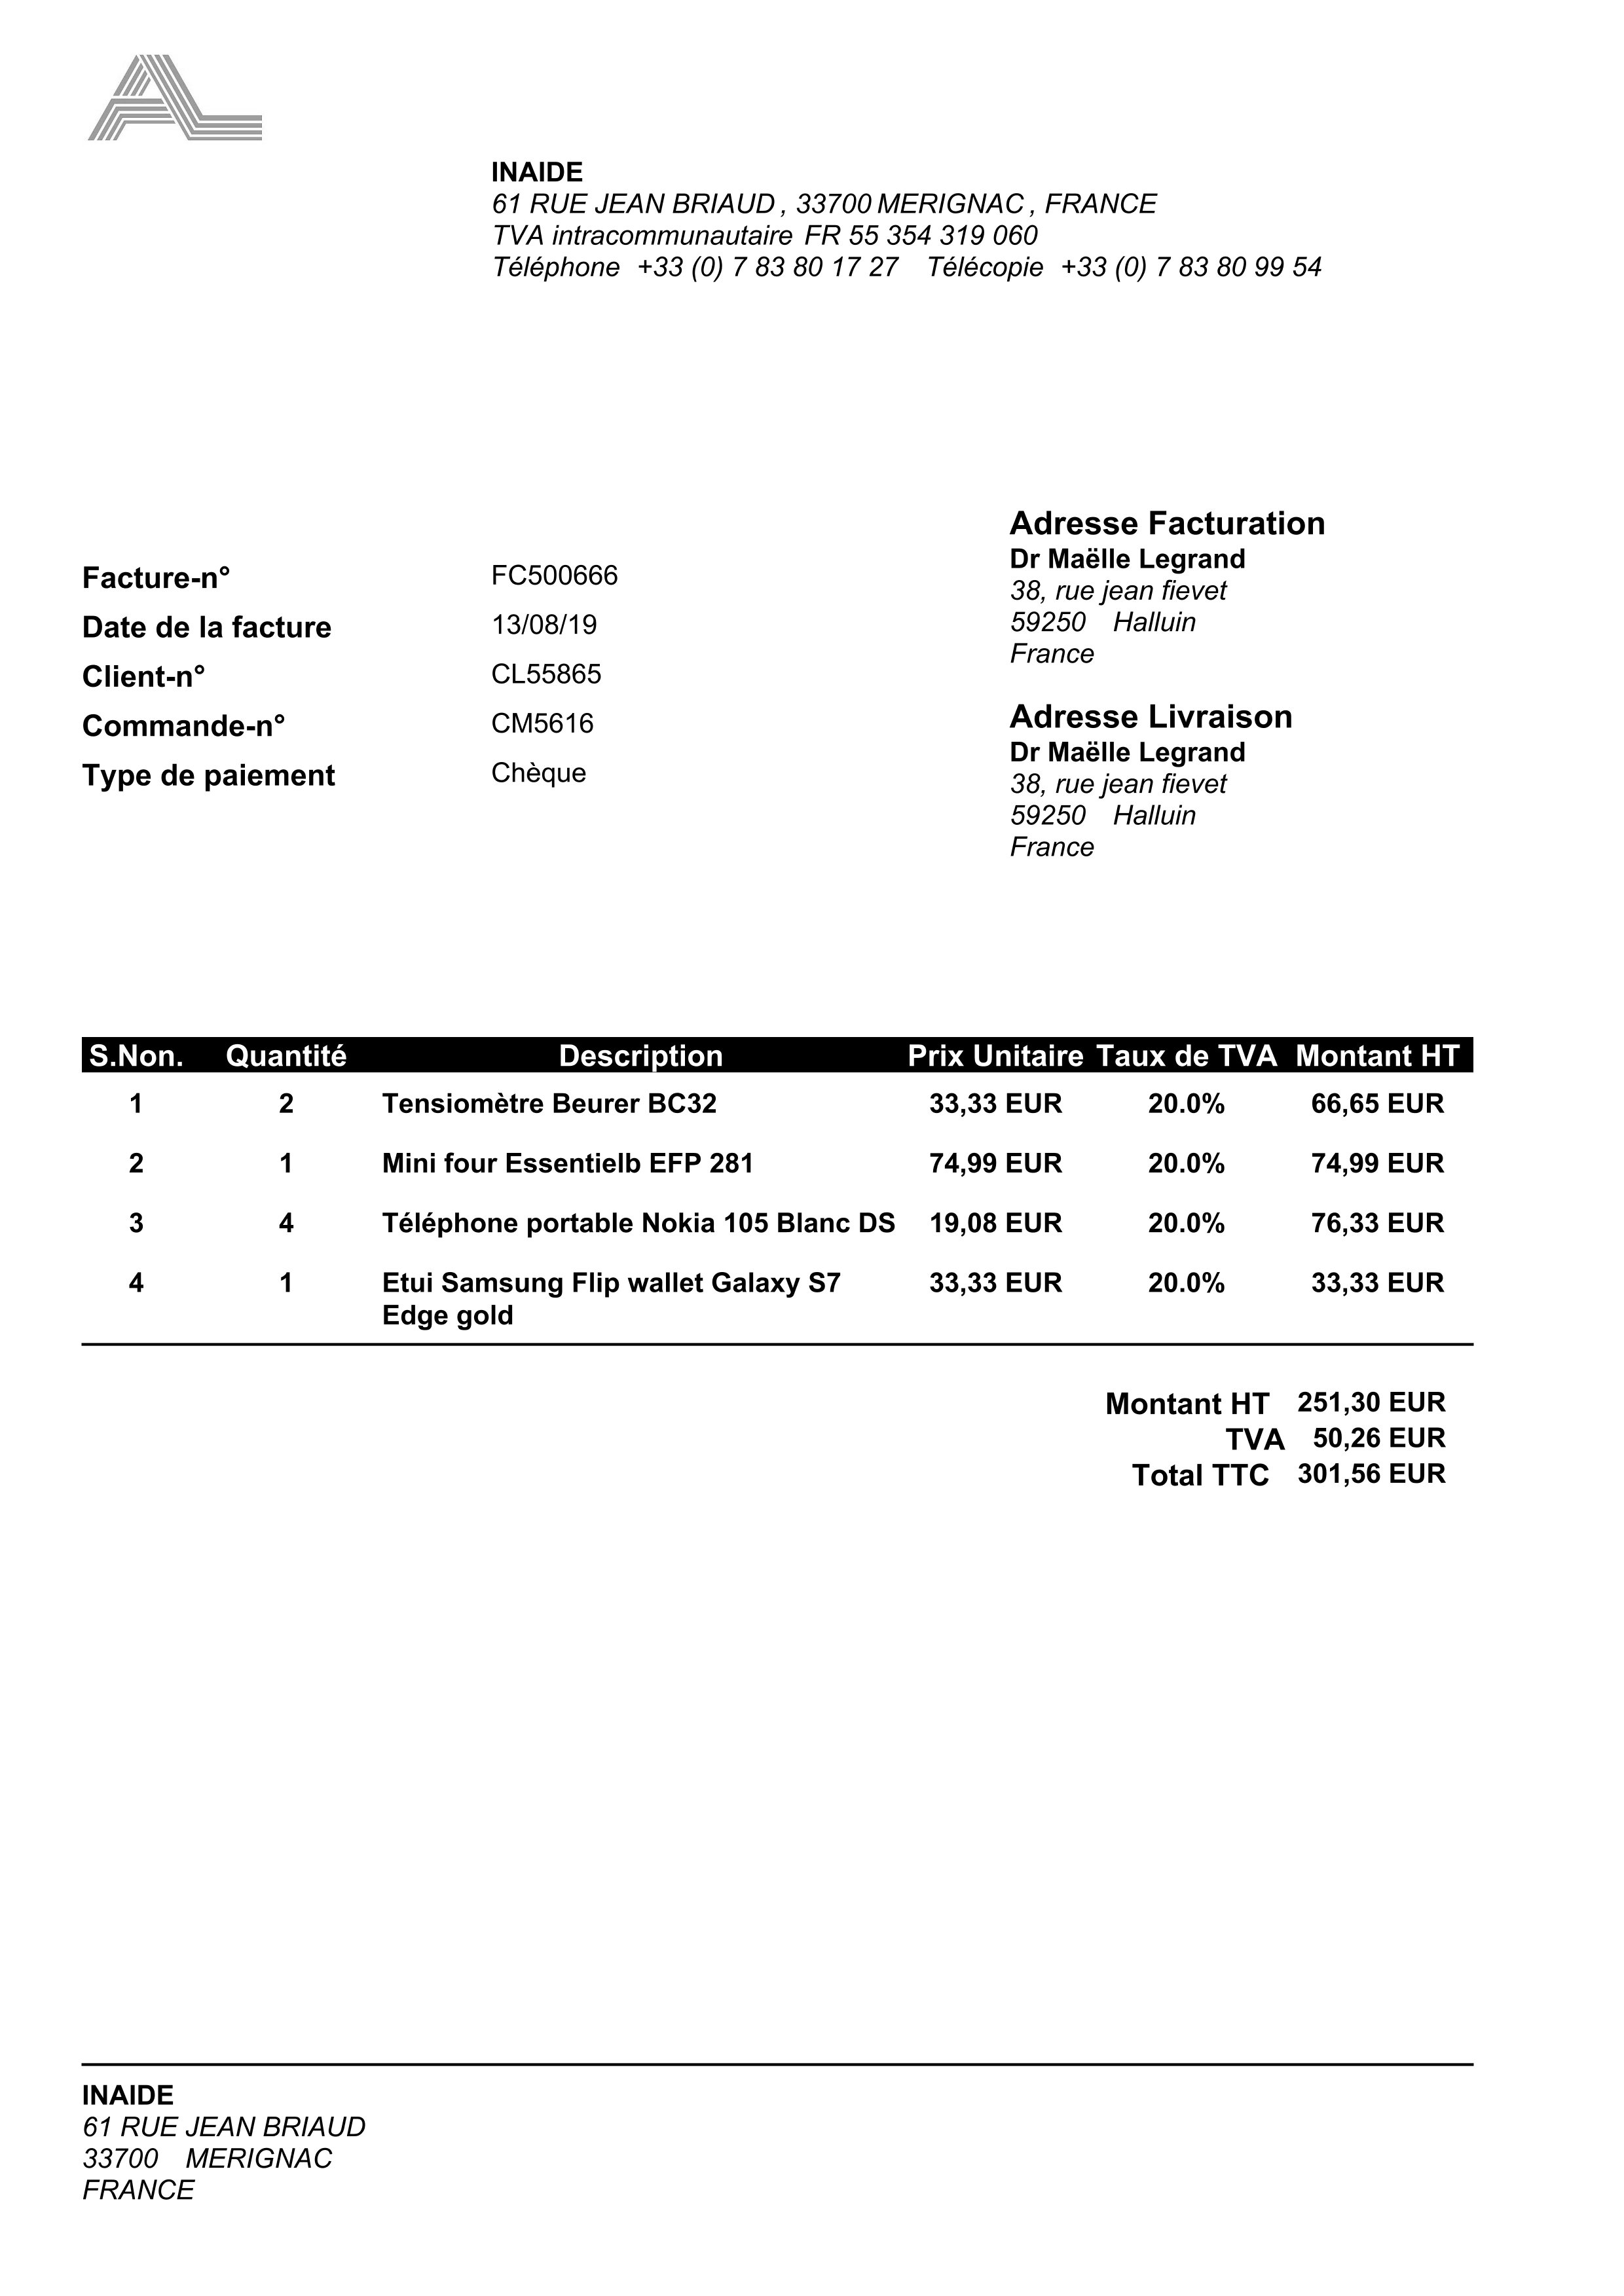 AL
INAIDE
61 RUE JEAN BRIAUD , 33700 MERIGNAC , FRANCE
TVA intracommunautaire FR 55 354 319 060
Téléphone +33 (0) 7 83 80 17 27 Télécopie +33 (0) 7 83 80 99 54
Facture-n° FC500666
Date de la facture 13/08/19
Client-n° CL55865
Commande-n° CM5616
Type de paiement Chèque
Adresse Facturation
Dr Maëlle Legrand
38, rue jean fievet
59250 Halluin
France
Adresse Livraison
Dr Maëlle Legrand
38, rue jean fievet
59250 Halluin
France
S.Non. Quantité Description Prix Unitaire Taux de TVA Montant HT
1 2 Tensiomètre Beurer BC32 33,33 EUR 20.0% 66,65 EUR
2 1 Mini four Essentielb EFP 281 74,99 EUR 20.0% 74,99 EUR
3 4 Téléphone portable Nokia 105 Blanc DS 19,08 EUR 20.0% 76,33 EUR
4 1 Etui Samsung Flip wallet Galaxy S7 33,33 EUR 20.0% 33,33 EUR
Edge gold
Montant HT 251,30 EUR
TVA 50,26 EUR
Total TTC 301,56 EUR
INAIDE
61 RUE JEAN BRIAUD
33700 MERIGNAC
FRANCE